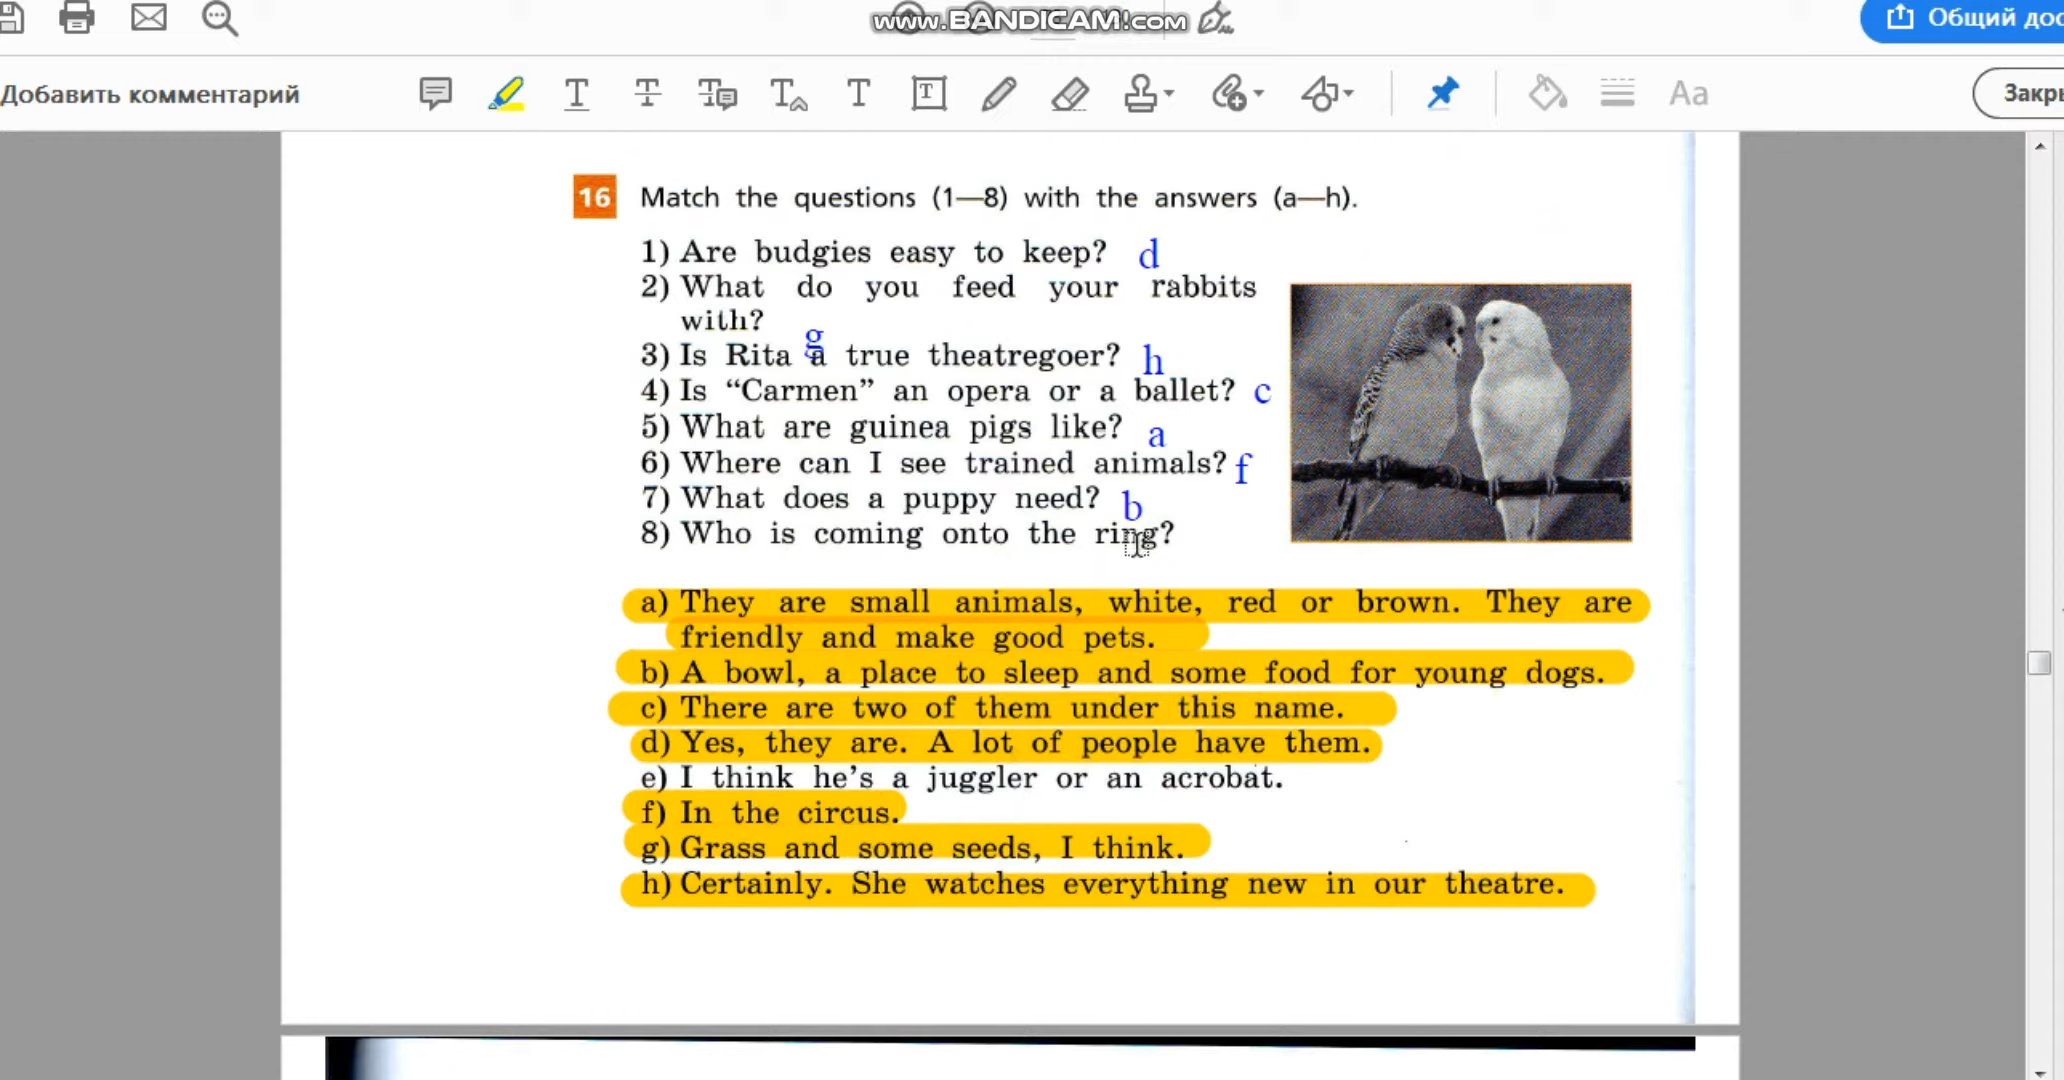 www.BANDICAM.com
Общий дос
Добавить комментарий
Aa
Закры
16 Match the questions (1—8) with the answers (a—h).
1) Are budgies easy to keep? d
2) What do you feed your rabbits
with?
g
3) Is Rita a true theatregoer? h
4) Is “Carmen” an opera or a ballet? c
5) What are guinea pigs like? a
6) Where can I see trained animals? f
7) What does a puppy need? b
8) Who is coming onto the ring?
a) They are small animals, white, red or brown. They are
friendly and make good pets.
b) A bowl, a place to sleep and some food for young dogs.
c) There are two of them under this name.
d) Yes, they are. A lot of people have them.
e) I think he’s a juggler or an acrobat.
f) In the circus.
g) Grass and some seeds, I think.
h) Certainly. She watches everything new in our theatre.